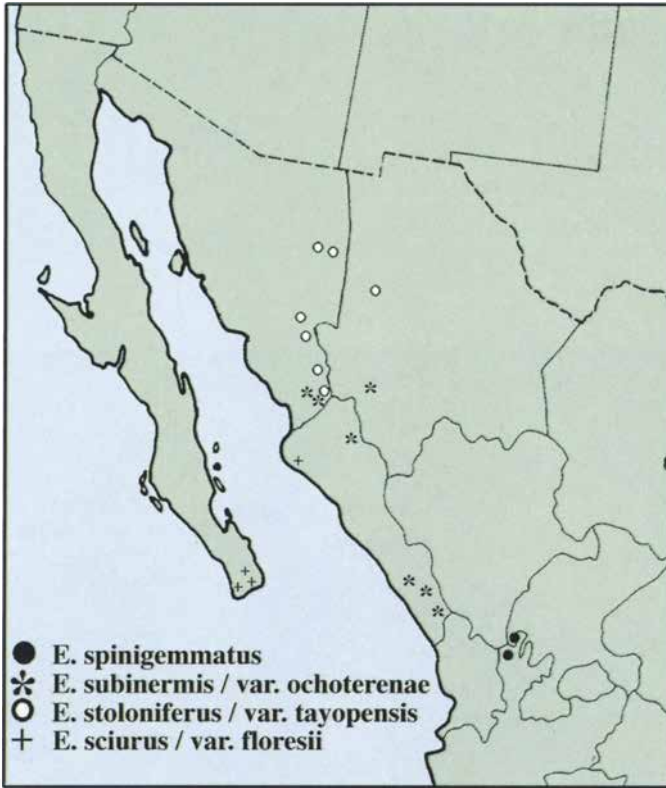 E. spinigemmatus
E. subinermis / var. ochoterenae
E. stoloniferus / var. tayopensis
E. sciurus / var. floresii